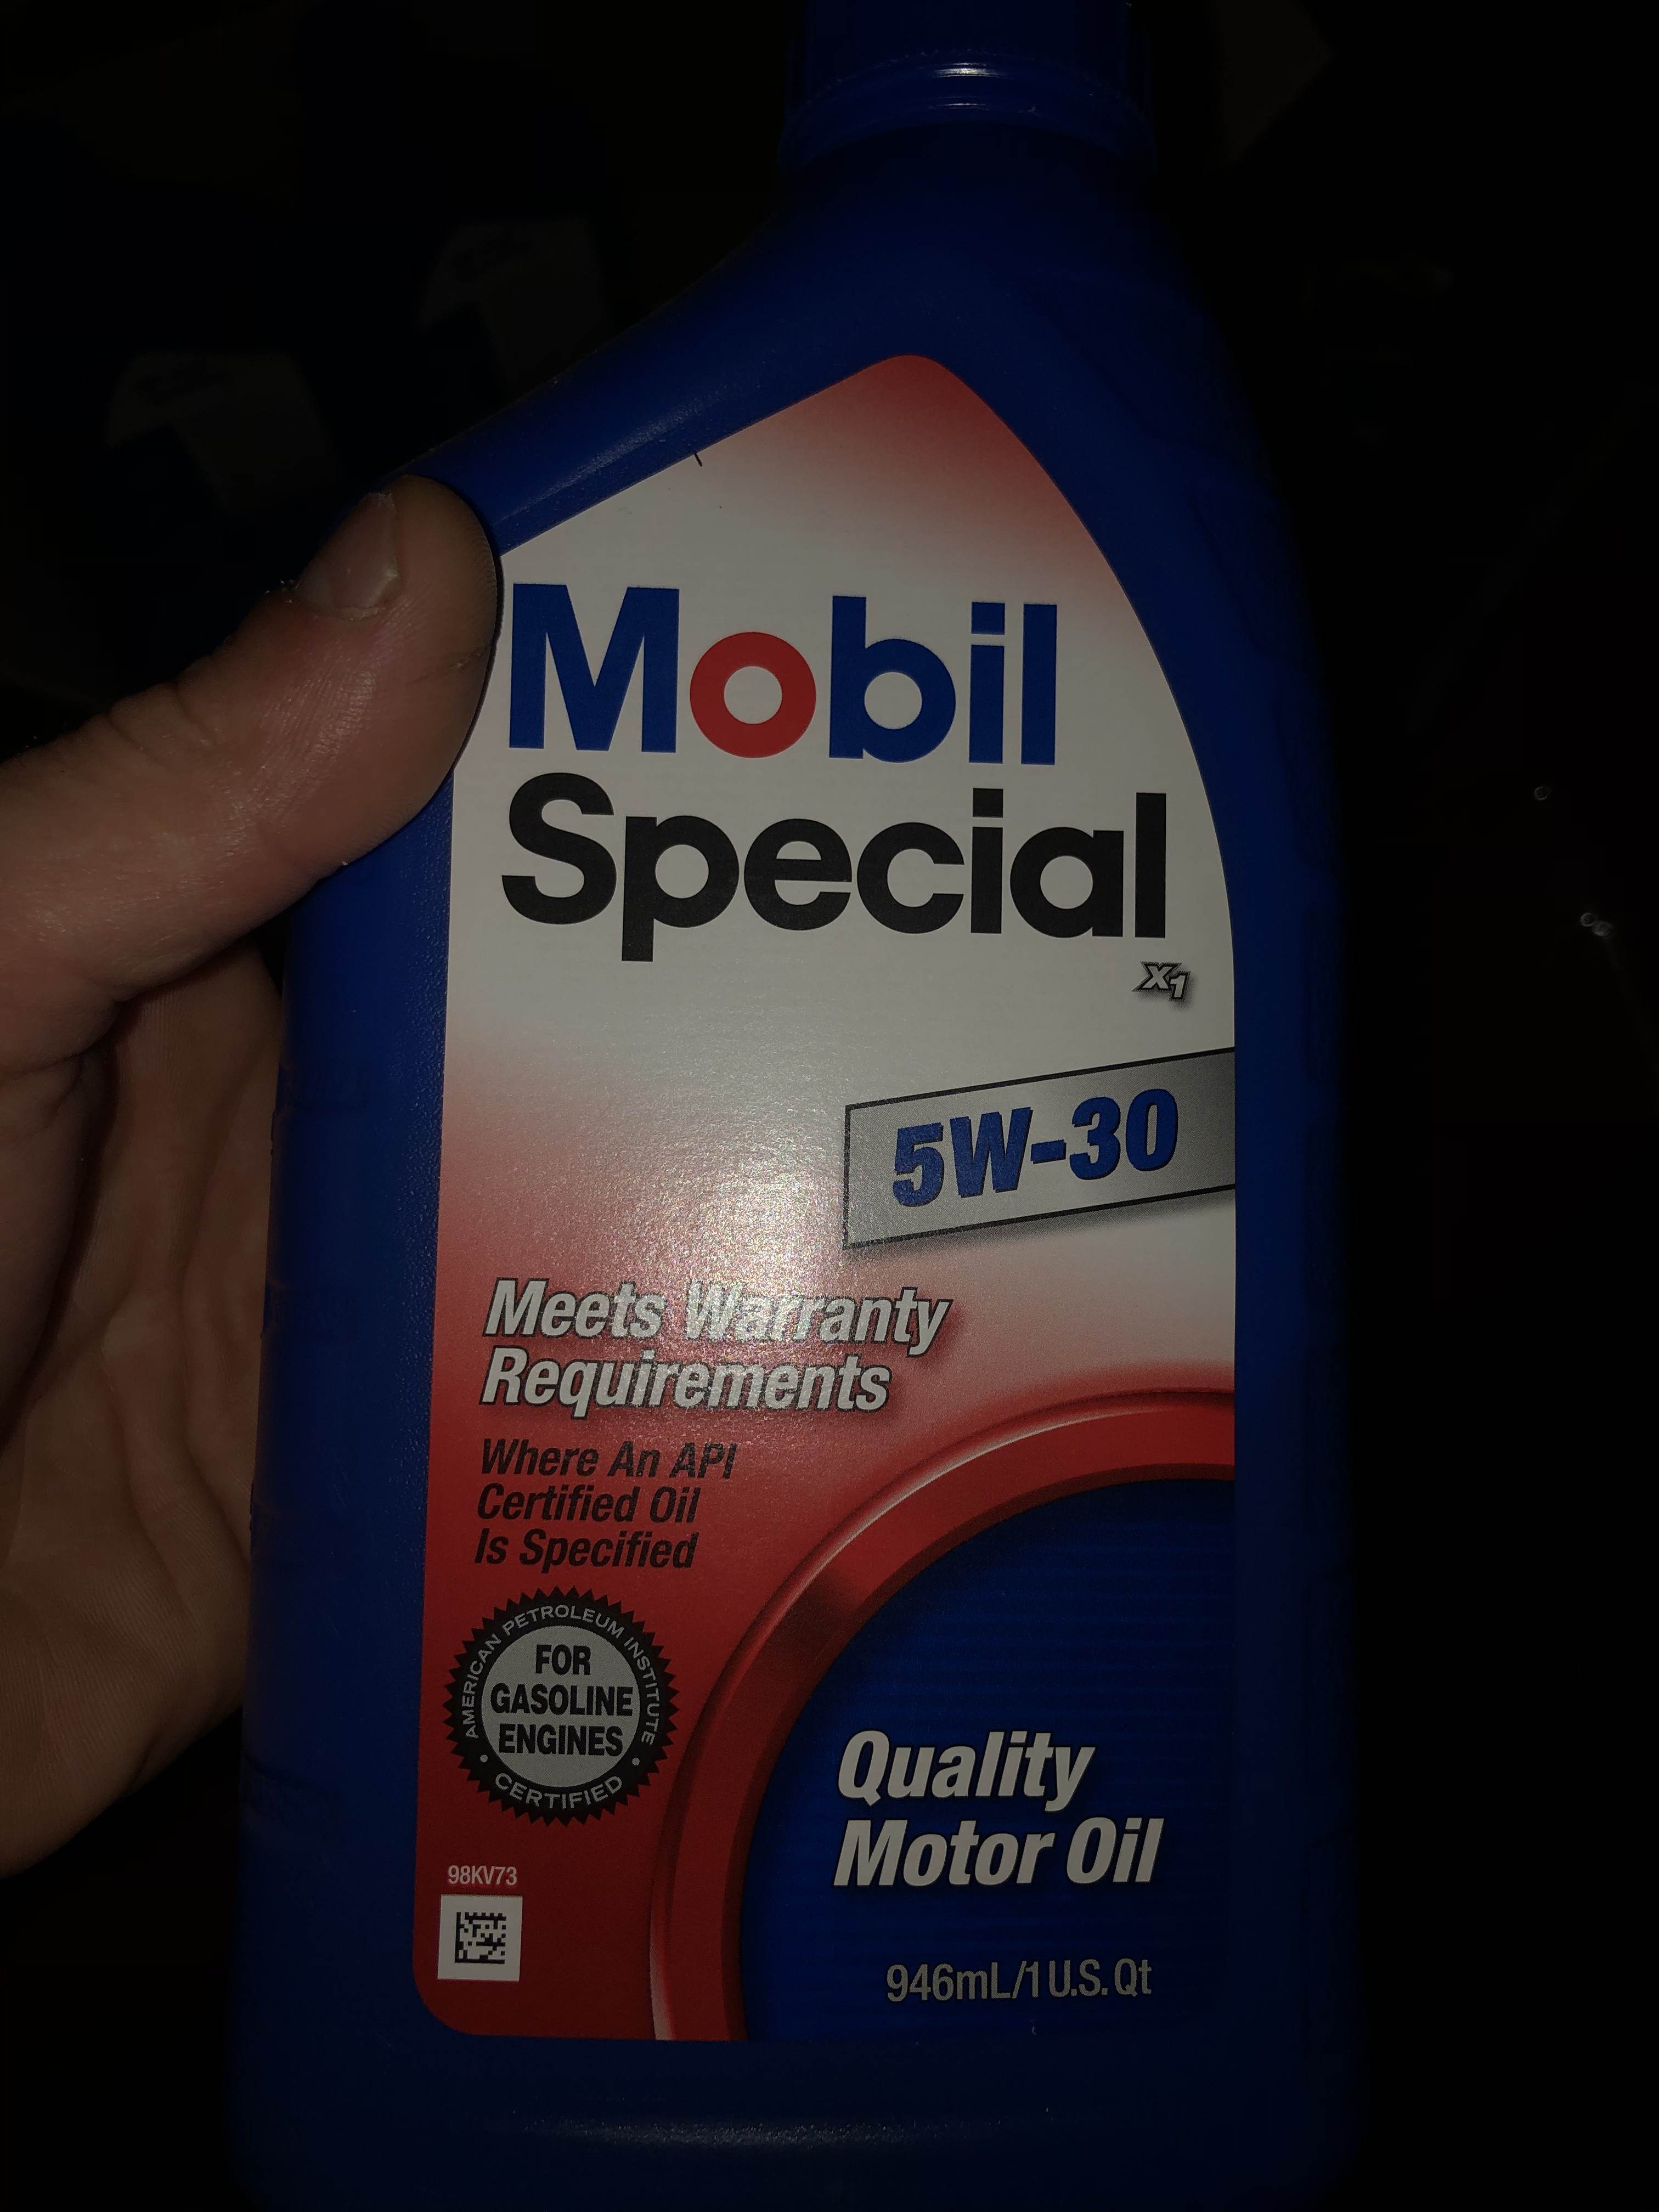 Mobil
Special
X1
5W-30
Meets Warranty
Requirements
Where An API
Certified Oil
Is Specified
AMERICAN PETROLEUM INSTITUTE
FOR
GASOLINE
ENGINES
• CERTIFIED •
98KV73
Quality
Motor Oil
946mL/1 U.S. Qt